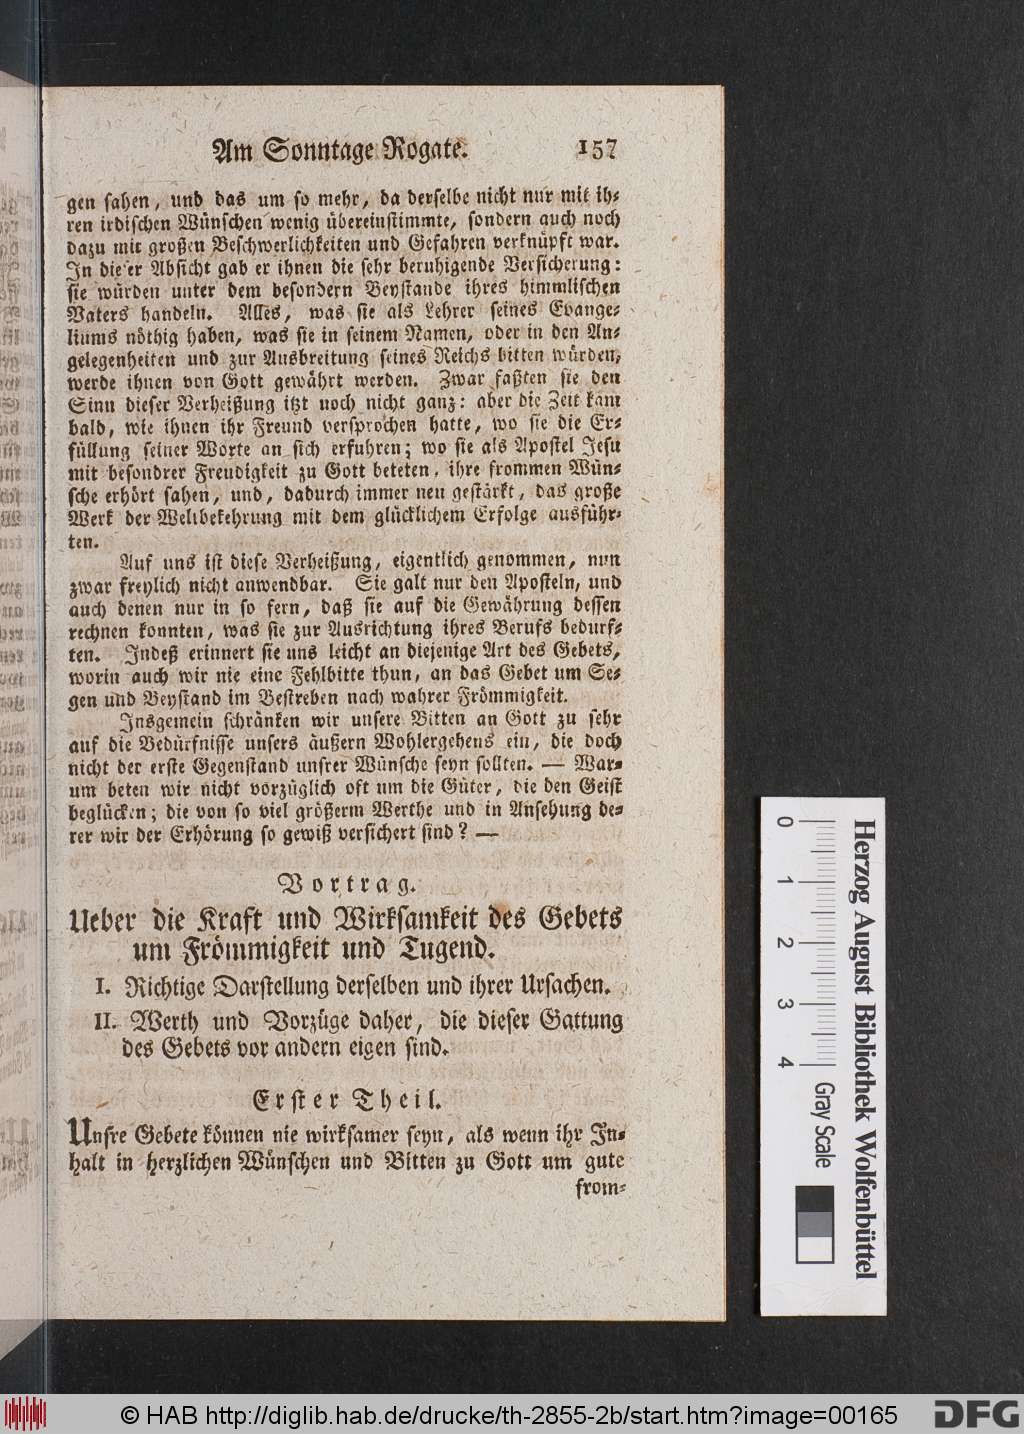 Am Sonntage Rogate. 157
gen sahen, und das um so mehr, da derselbe nicht nur mit ih-
ren irdischen Wünschen wenig übereinstimmte, sondern auch noch
dazu mit großen Beschwerlichkeiten und Gefahren verknüpft war.
In die er Absicht gab er ihnen die sehr beruhigende Versicherung:
sie würden unter dem besondern Beystande ihres himmlischen
Vaters handeln. Alles, was sie als Lehrer seines Evange-
liums nöthig haben, was sie in seinem Namen, oder in den An-
gelegenheiten und zur Ausbreitung seines Reichs bitten würden,
werde ihnen von Gott gewährt werden. Zwar faßten sie den
Sinn dieser Verheißung itzt noch nicht ganz: aber die Zeit kam
bald, wie ihnen ihr Freund versprochen hatte, wo sie die Er-
füllung seiner Worte an sich erfuhren; wo sie als Apostel Jesu
mit besondrer Freudigkeit zu Gott beteten, ihre frommen Wün-
sche erhört sahen, und, dadurch immer neu gestärkt, das große
Werk der Weltbekehrung mit dem glücklichem Erfolge ausführ-
ten.
Auf uns ist diese Verheißung, eigentlich genommen, nun
zwar freylich nicht anwendbar. Sie galt nur den Aposteln, und
auch denen nur in so fern, daß sie auf die Gewährung dessen
rechnen konnten, was sie zur Ausrichtung ihres Berufs bedurf-
ten. Indeß erinnert sie uns leicht an diejenige Art des Gebets,
worin auch wir nie eine Fehlbitte thun, an das Gebet um Se-
gen und Beystand im Bestreben nach wahrer Frömmigkeit.
Insgemein schränken wir unsere Bitten an Gott zu sehr
auf die Bedürfnisse unsers äußern Wohlergehens ein, die doch
nicht der erste Gegenstand unsrer Wünsche seyn sollten. — War-
um beten wir nicht vorzüglich oft um die Güter, die den Geist
beglücken; die von so viel größerm Werthe und in Ansehung de-
rer wir der Erhörung so gewiß versichert sind? —
Vortrag.
Ueber die Kraft und Wirksamkeit des Gebets
um Frömmigkeit und Tugend.
I. Richtige Darstellung derselben und ihrer Ursachen.
II. Werth und Vorzüge daher, die dieser Gattung
des Gebets vor andern eigen sind.
Erster Theil.
Unsre Gebete können nie wirksamer seyn, als wenn ihr In-
halt in herzlichen Wünschen und Bitten zu Gott um gute
from-
0 1 2 3 4
Herzog August Bibliothek Wolfenbüttel
Gray Scale
© HAB http://diglib.hab.de/drucke/th-2855-2b/start.htm?image=00165
DFG